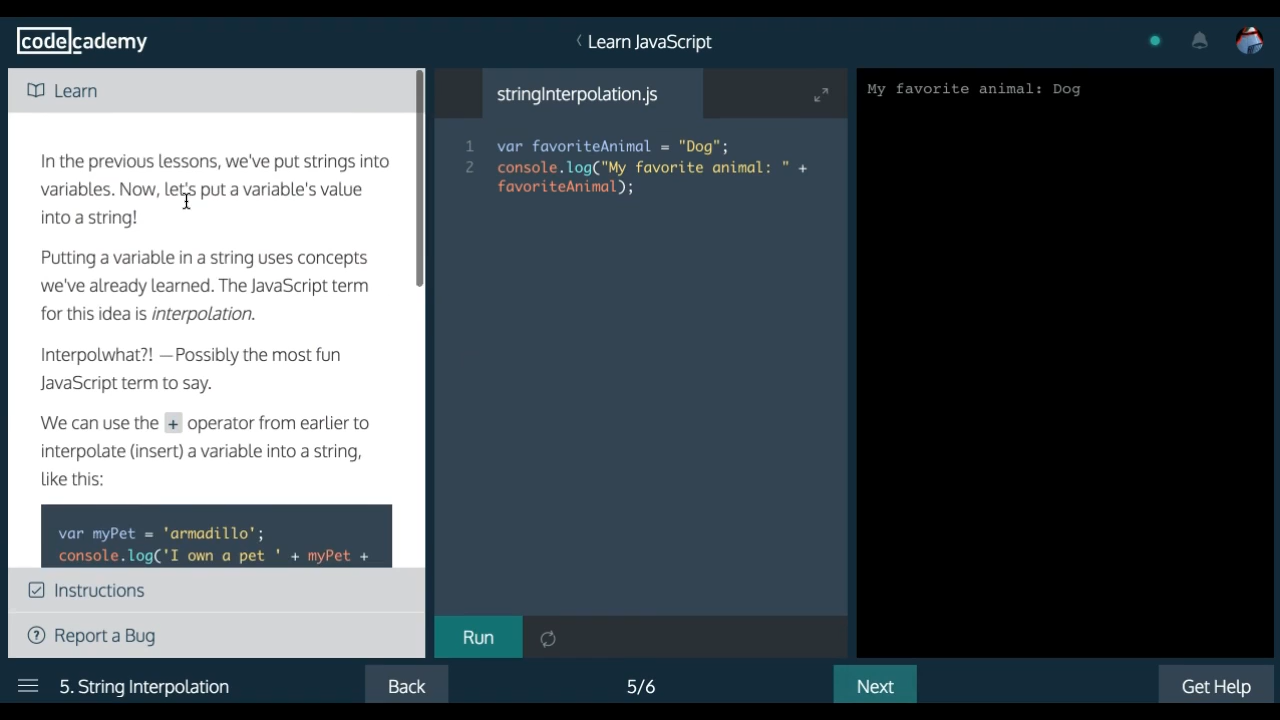 codecademy
Learn JavaScript
Learn
In the previous lessons, we've put strings into
variables. Now, let's put a variable's value
into a string!
Putting a variable in a string uses concepts
we've already learned. The JavaScript term
for this idea is interpolation.
Interpolwhat?! —Possibly the most fun
JavaScript term to say.
We can use the + operator from earlier to
interpolate (insert) a variable into a string,
like this:
var myPet = 'armadillo';
console.log('I own a pet ' + myPet +
Instructions
Report a Bug
stringInterpolation.js
1 var favoriteAnimal = "Dog";
2 console.log("My favorite animal: " +
favoriteAnimal);
Run
My favorite animal: Dog
5. String Interpolation
Back
5/6
Next
Get Help